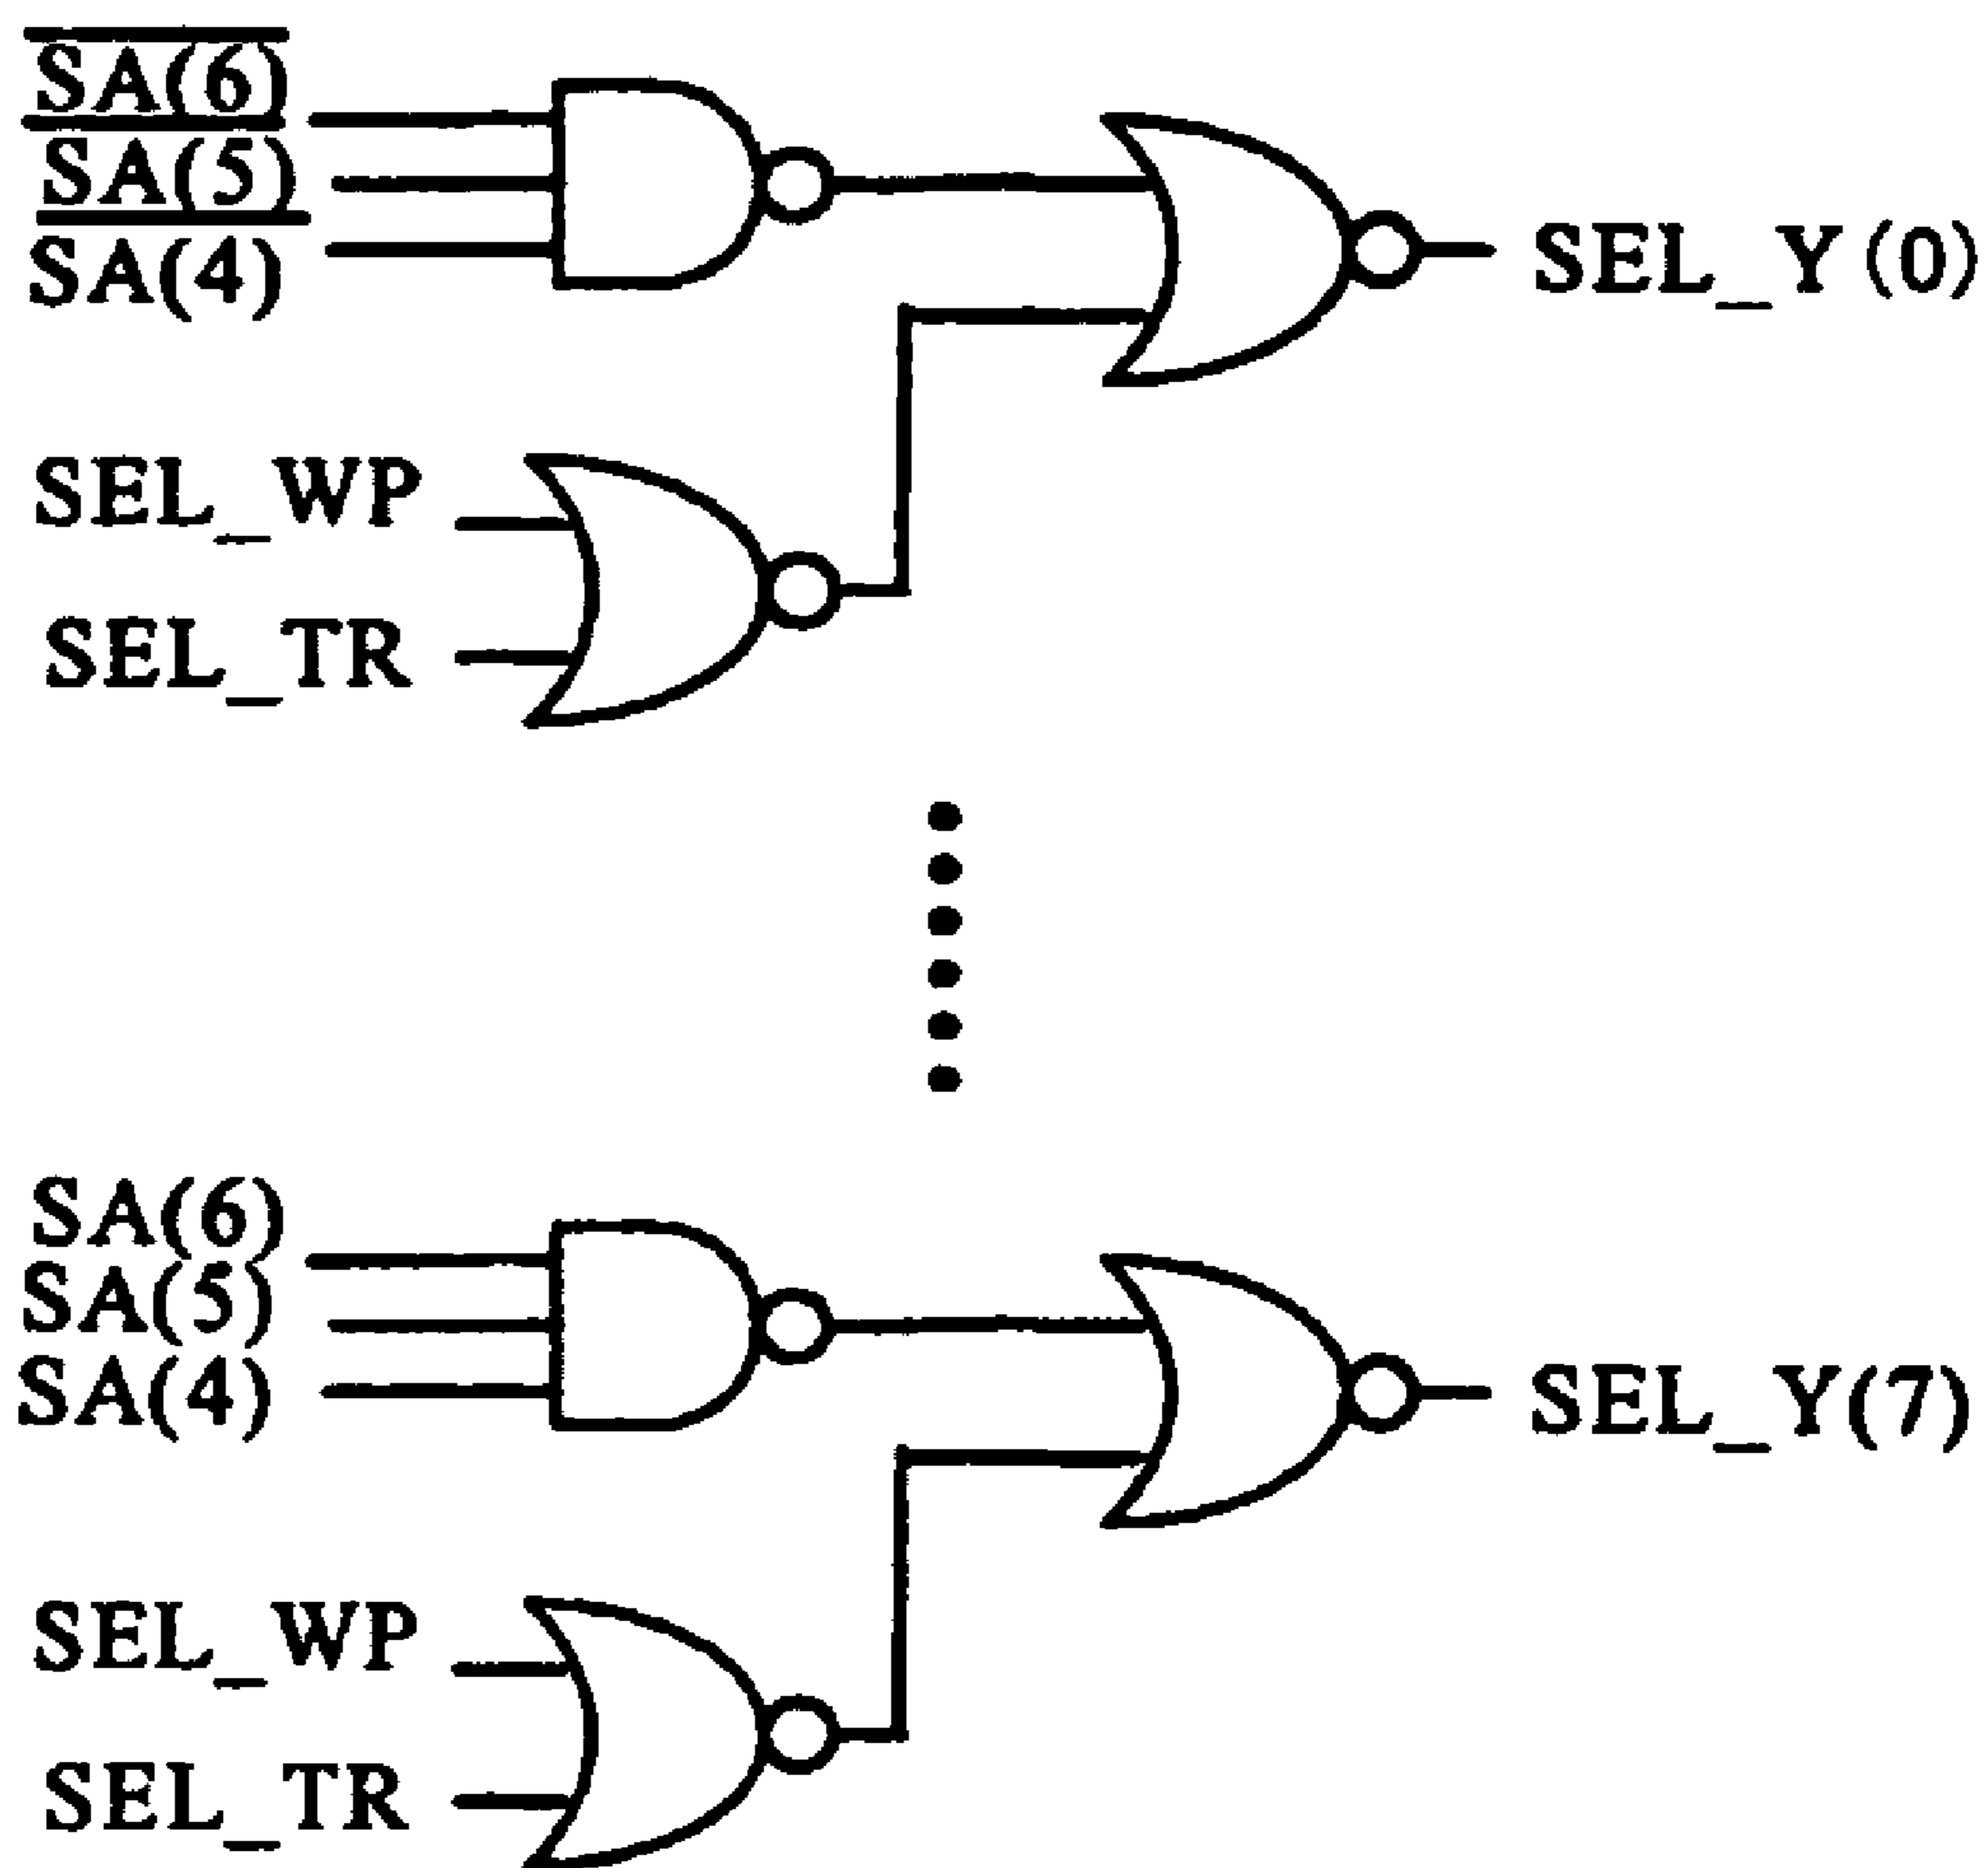 SA(6)
SA(5)
SA(4)
SEL_Y(0)
SEL_WP
SEL_TR
SA(6)
SA(5)
SA(4)
SEL_Y(7)
SEL_WP
SEL_TR